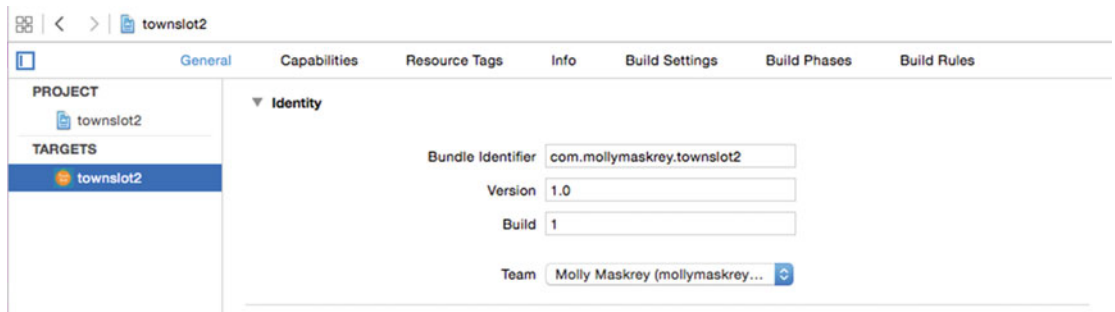 townslot2
General Capabilities Resource Tags Info Build Settings Build Phases Build Rules
PROJECT
townslot2
TARGETS
townslot2
Identity
Bundle Identifier com.mollymaskrey.townslot2
Version 1.0
Build 1
Team Molly Maskrey (mollymaskrey...